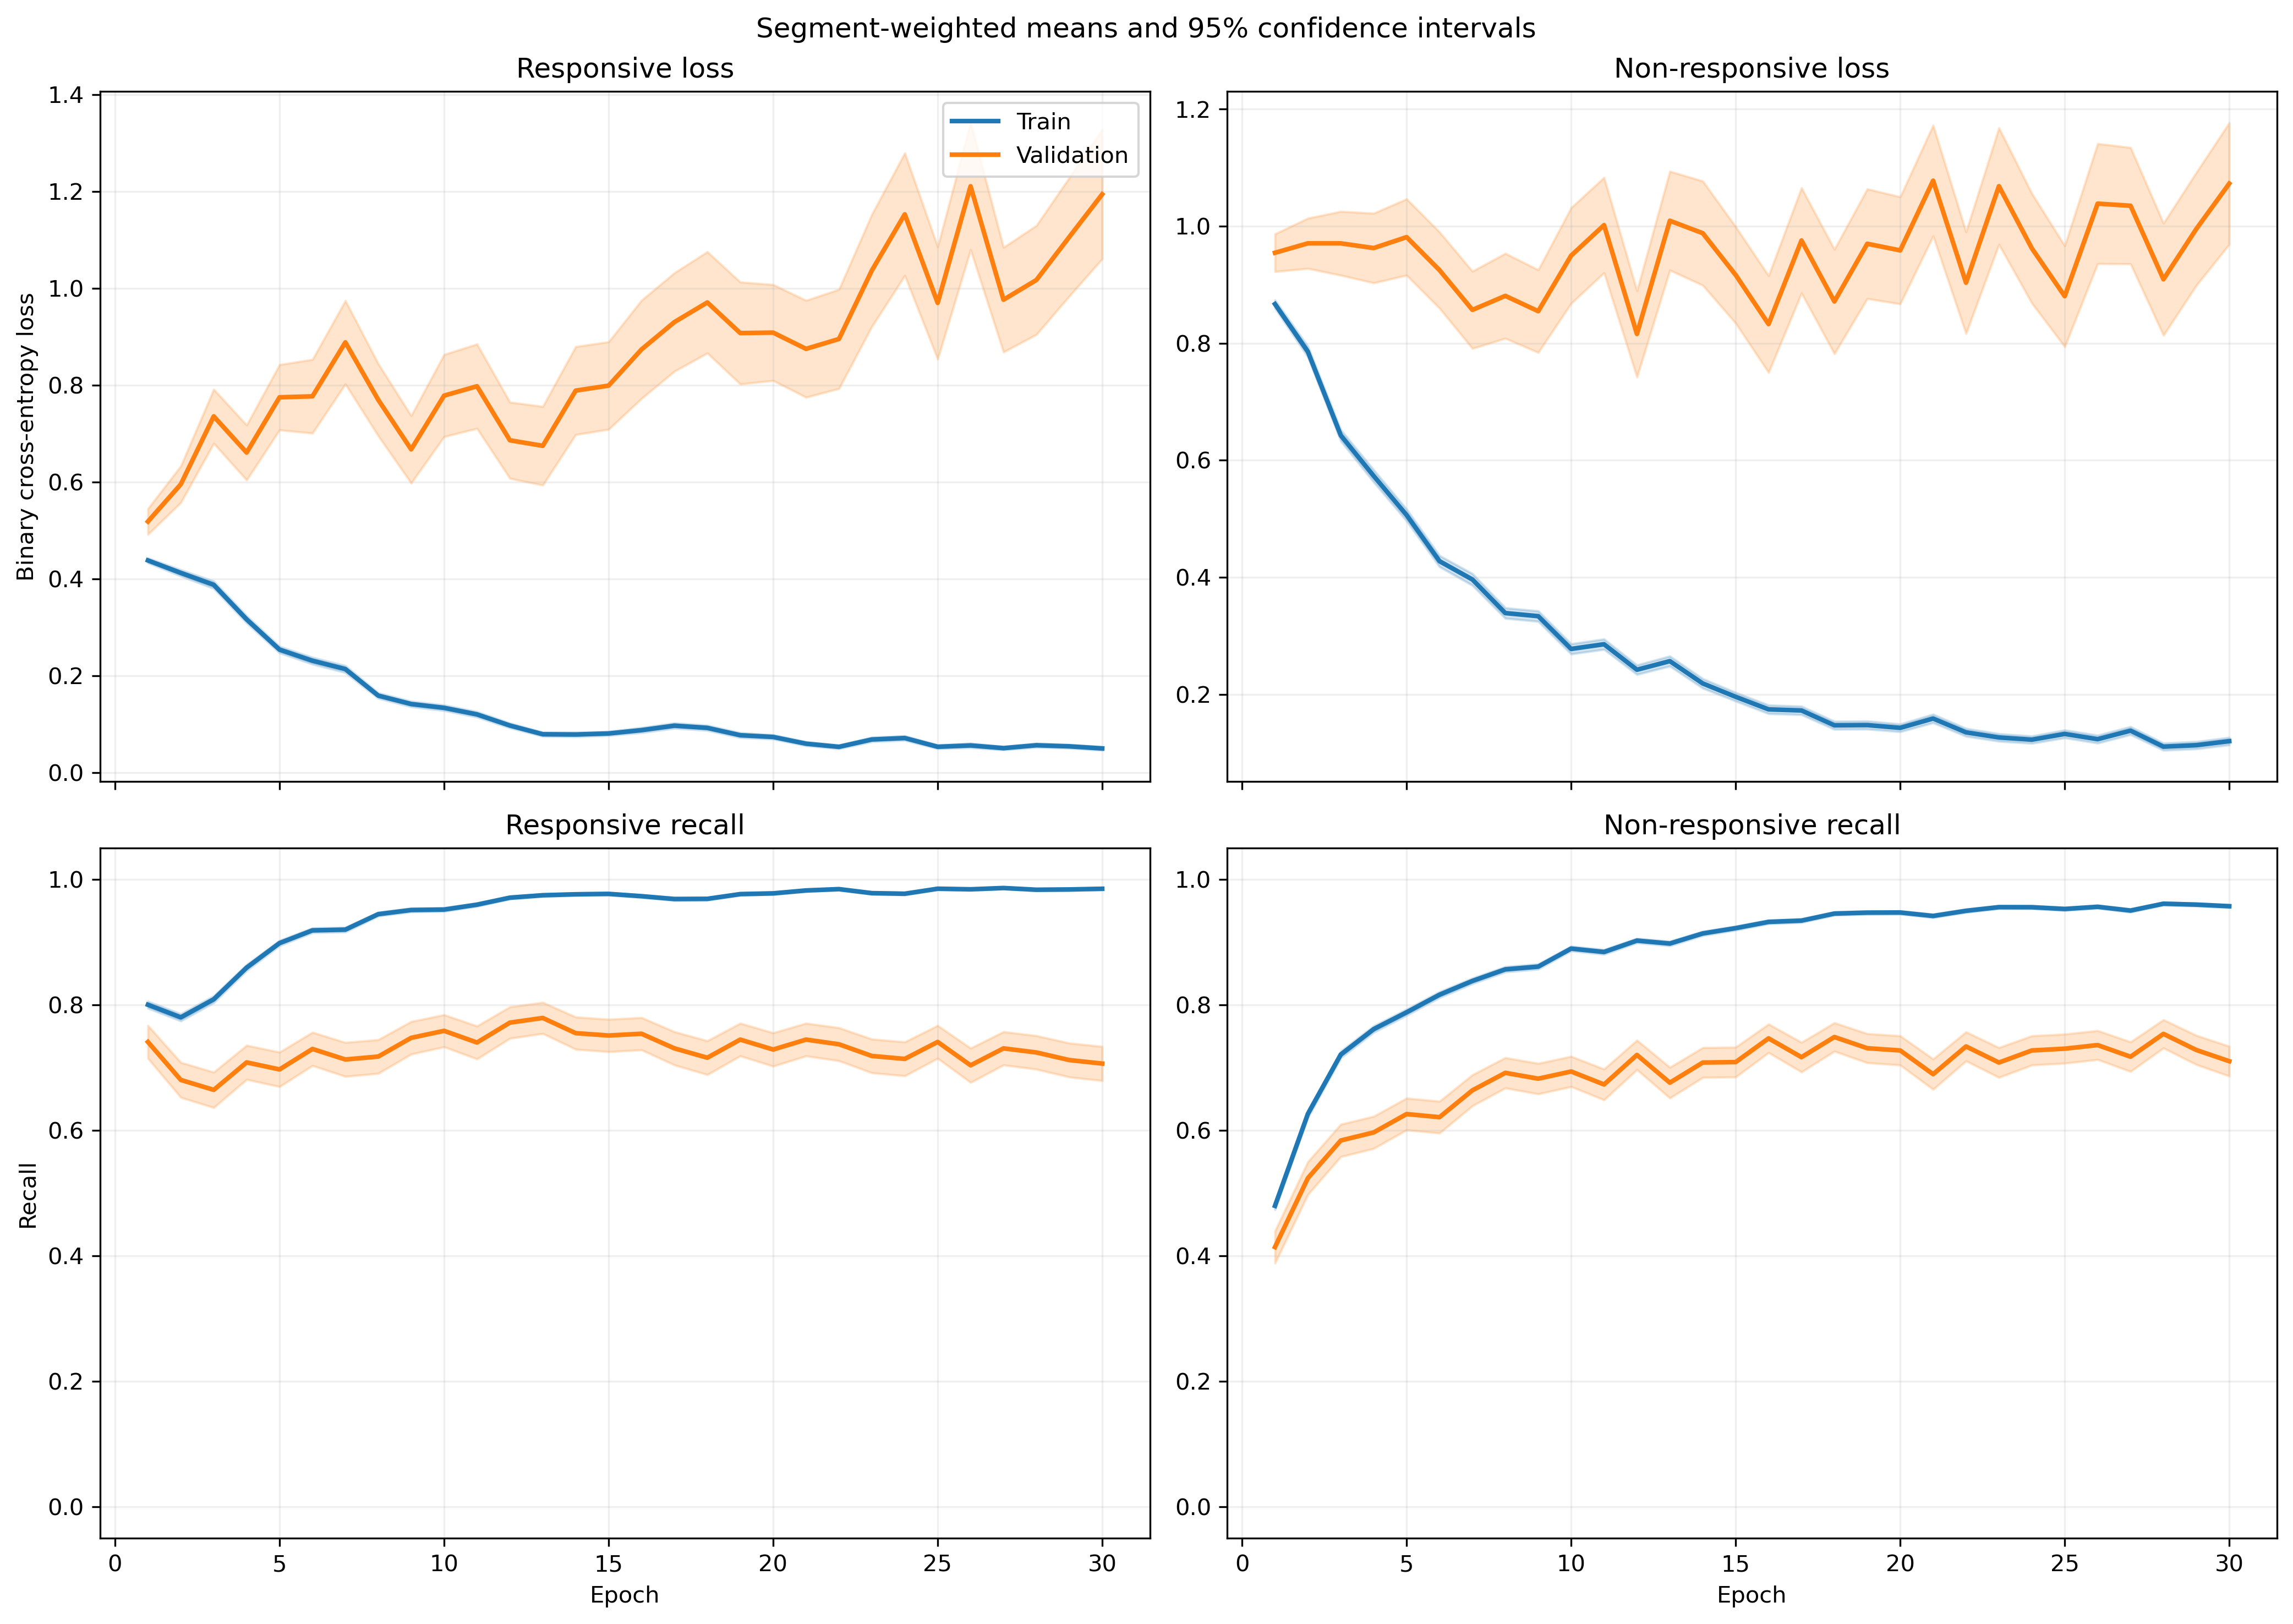 Segment-weighted means and 95% confidence intervals
Responsive loss
Non-responsive loss
Binary cross-entropy loss
1.4
1.2
1.0
0.8
0.6
0.4
0.2
0.0
Train
Validation
1.2
1.0
0.8
0.6
0.4
0.2
Responsive recall
Non-responsive recall
Recall
1.0
0.8
0.6
0.4
0.2
0.0
0 5 10 15 20 25 30
Epoch
1.0
0.8
0.6
0.4
0.2
0.0
0 5 10 15 20 25 30
Epoch